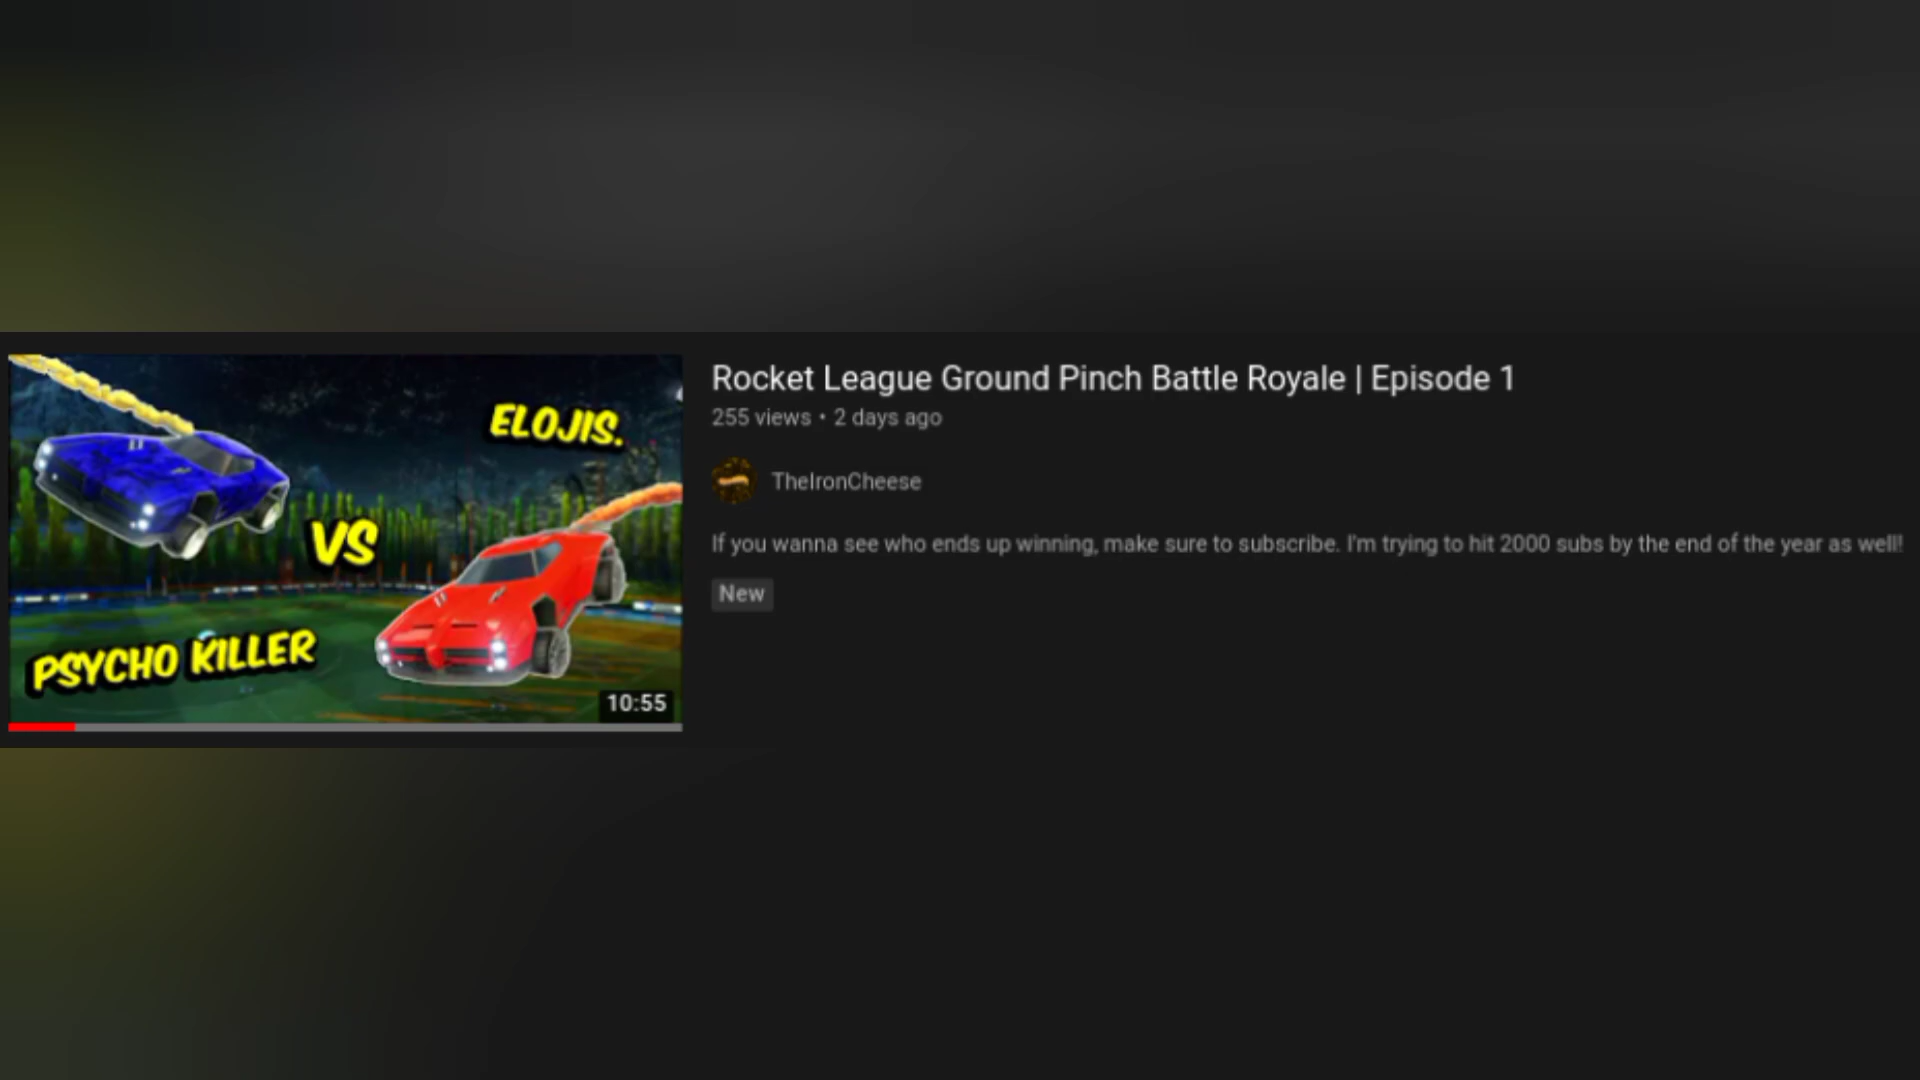 ELOJIS.
VS
PSYCHO KILLER
10:55
Rocket League Ground Pinch Battle Royale | Episode 1
255 views • 2 days ago
TheIronCheese
If you wanna see who ends up winning, make sure to subscribe. I'm trying to hit 2000 subs by the end of the year as well!
New